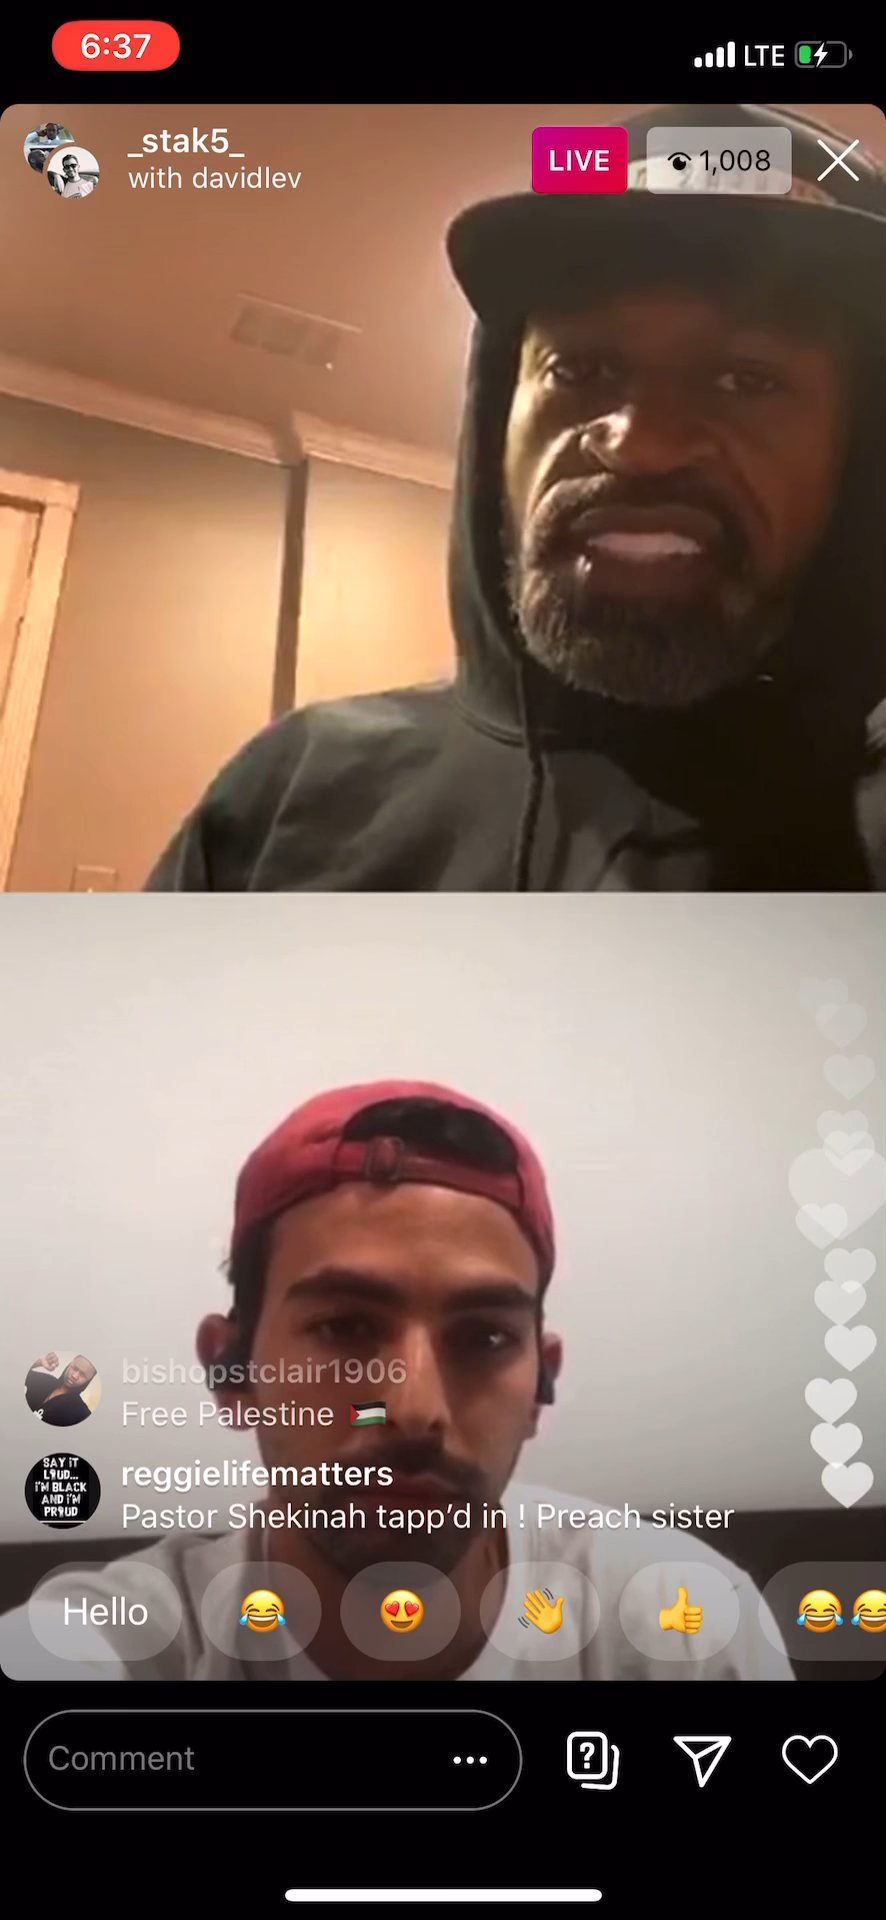 6:37
LTE
_stak5_
with davidlev
LIVE
1,008
bishopstclair1906
Free Palestine 🇵🇸
SAY IT
LOUD...
I'M BLACK
AND I'M
PROUD
reggielifematters
Pastor Shekinah tapp’d in ! Preach sister
Hello 😂 😍 👋 👍 😂 😂
Comment
?